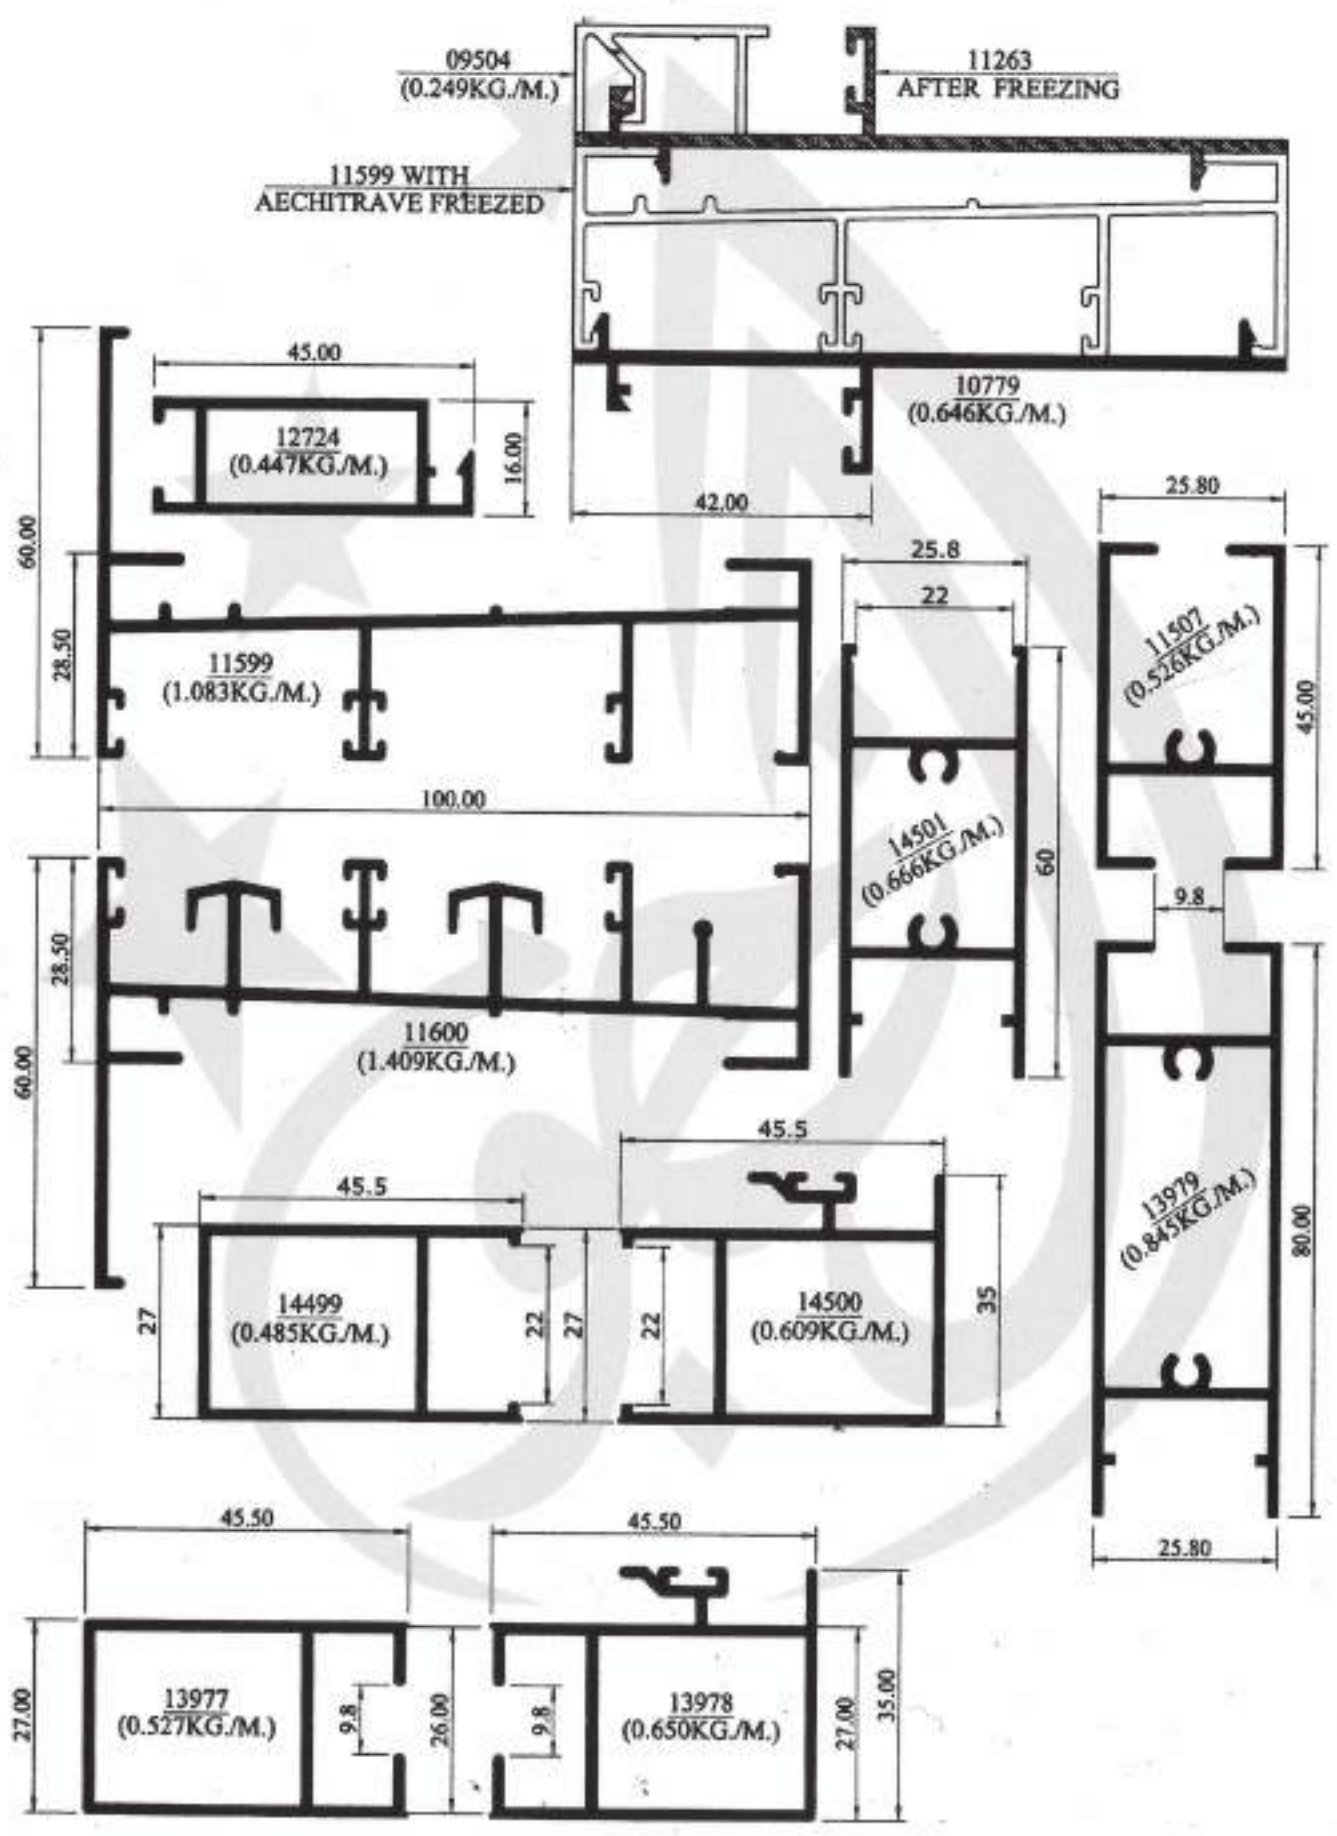 09504
(0.249KG./M.)
11263
AFTER FREEZING
11599 WITH
AECHITRAVE FREEZED
10779
(0.646KG./M.)
42.00
45.00
12724
(0.447KG./M.)
16.00
60.00
28.50
11599
(1.083KG./M.)
100.00
25.8
22
14501
(0.666KG./M.)
60
25.80
11507
(0.526KG./M.)
45.00
9.8
28.50
60.00
11600
(1.409KG./M.)
13979
(0.845KG./M.)
80.00
25.80
45.5
27
14499
(0.485KG./M.)
22
27
45.5
22
14500
(0.609KG./M.)
35
45.50
27.00
13977
(0.527KG./M.)
9.8
26.00
45.50
9.8
13978
(0.650KG./M.)
27.00
35.00